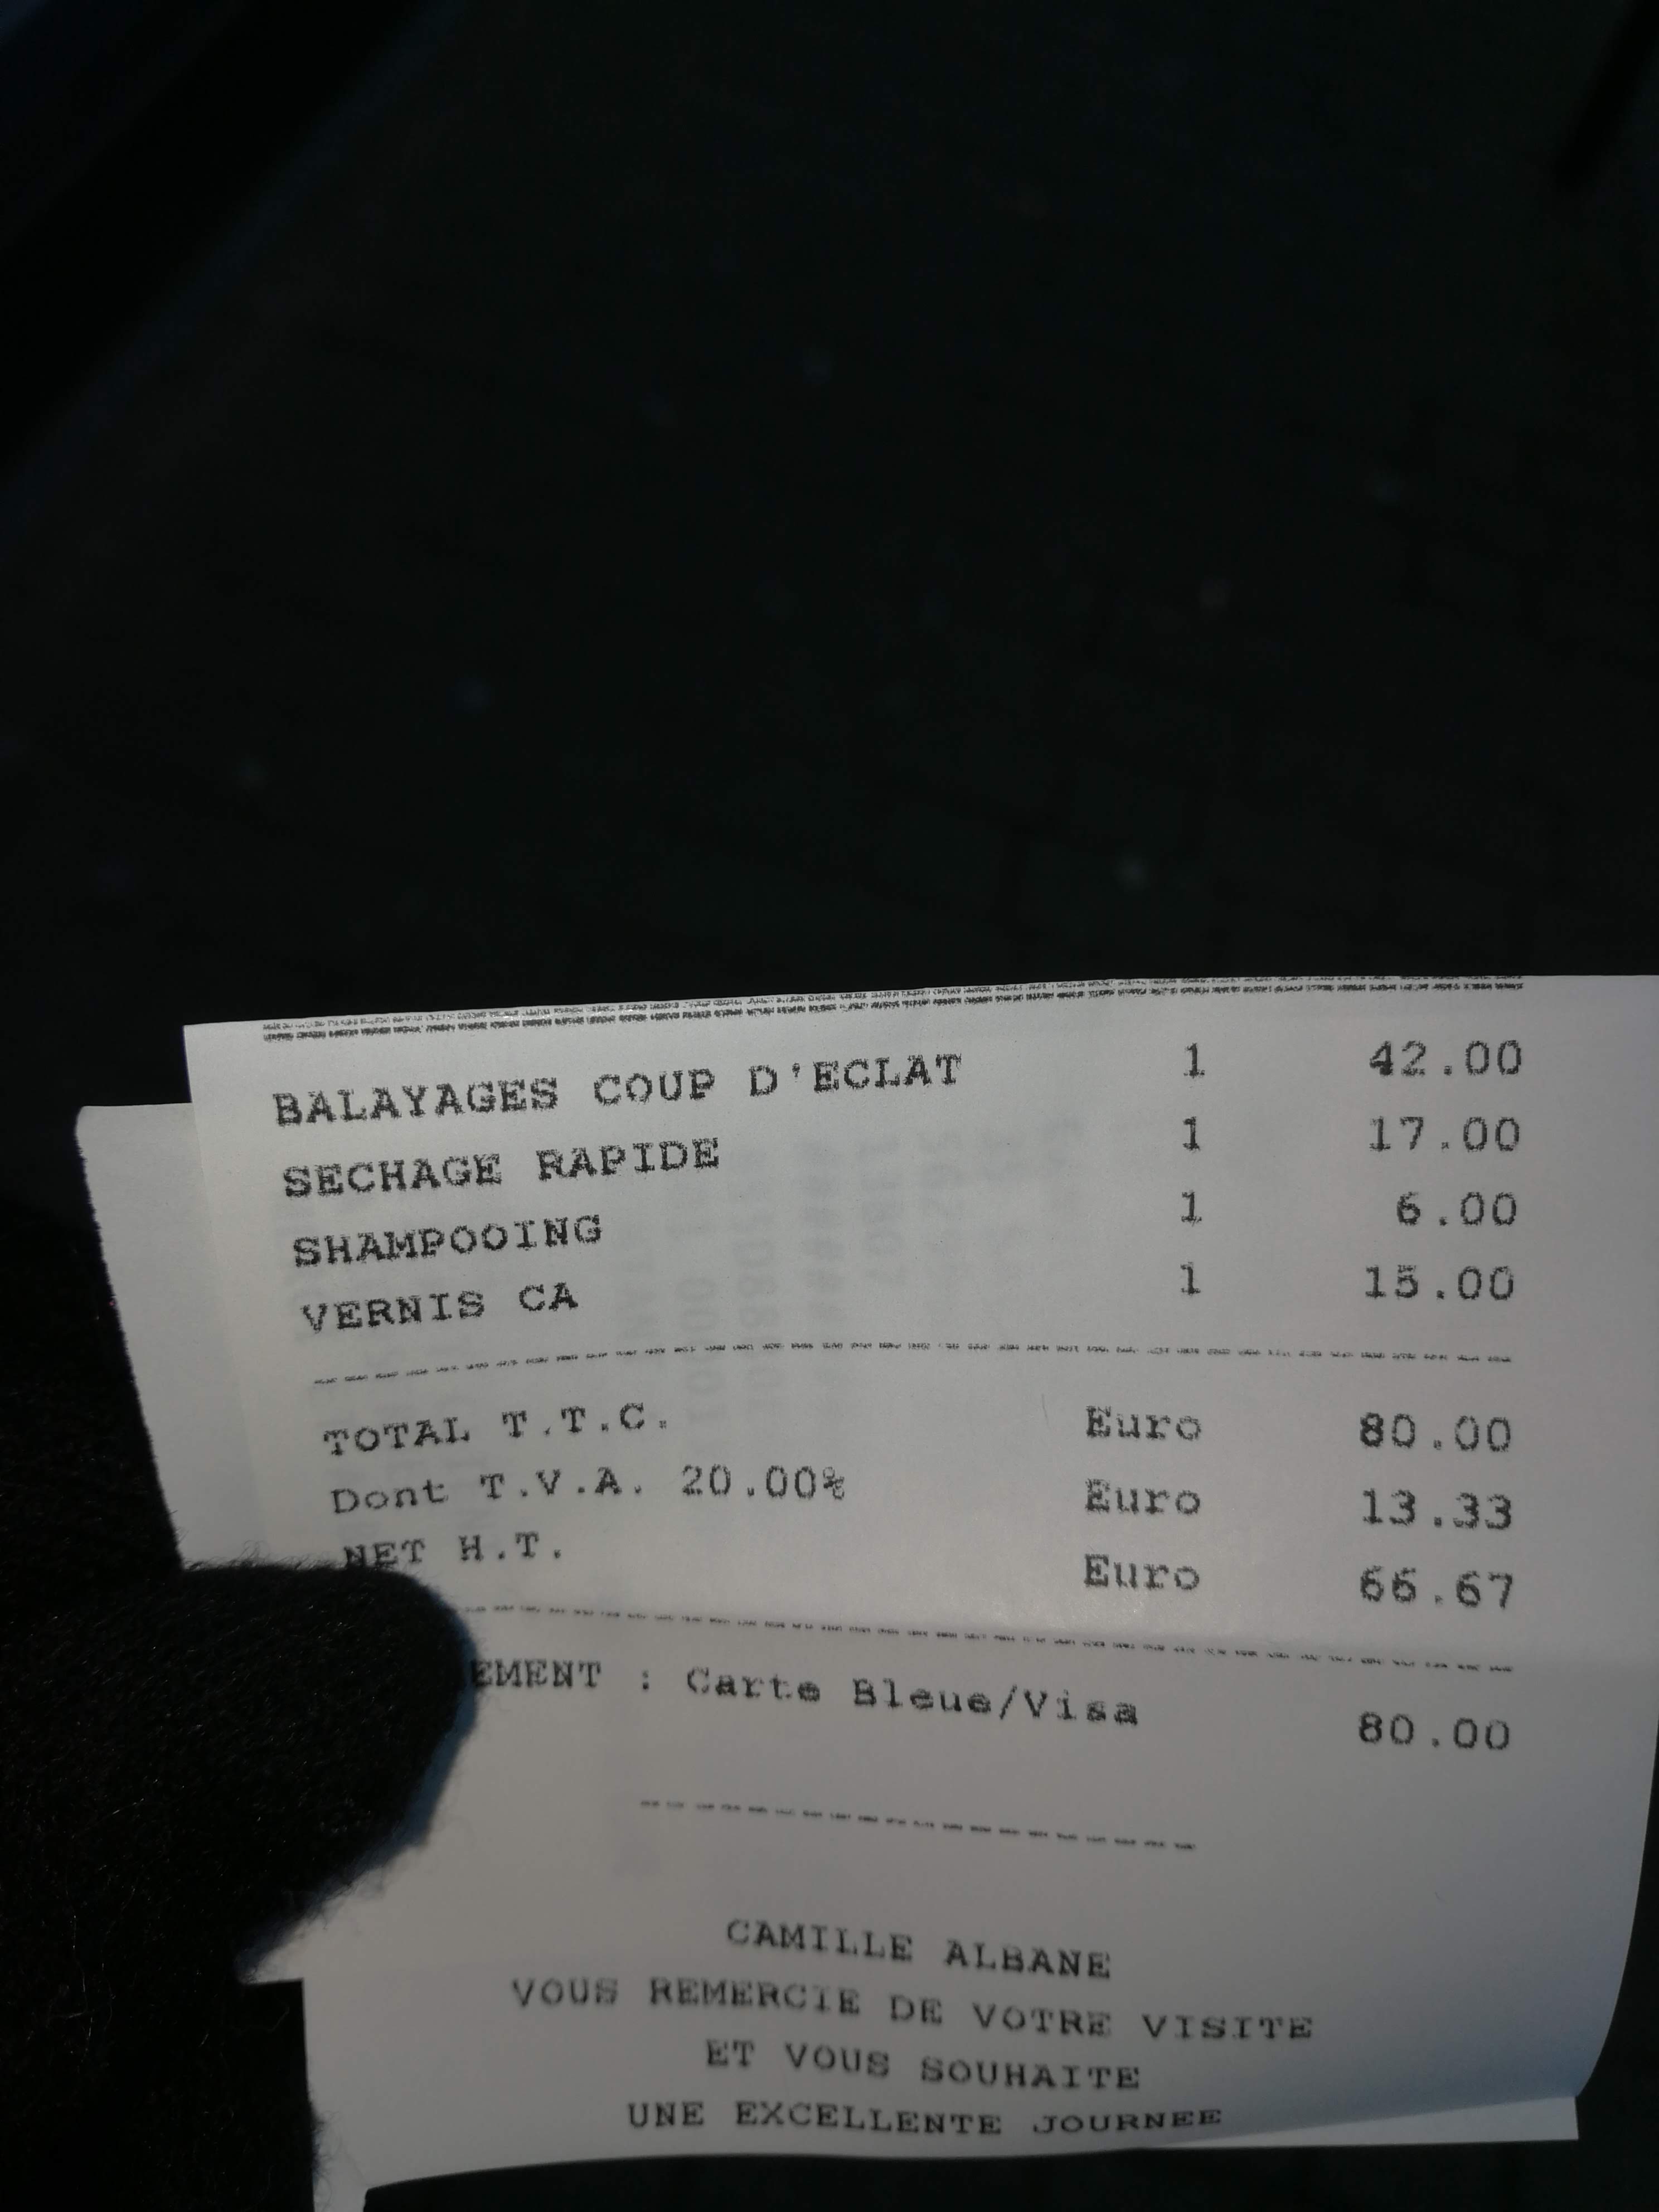 BALAYAGES COUP D'ECLAT 1 42.00
SECHAGE RAPIDE 1 17.00
SHAMPOOING 1 6.00
VERNIS CA 1 15.00
TOTAL T.T.C. Euro 80.00
Dont T.V.A. 20.00% Euro 13.33
NET H.T. Euro 66.67
EMENT : Carte Bleue/Visa 80.00
CAMILLE ALBANE
VOUS REMERCIE DE VOTRE VISITE
ET VOUS SOUHAITE
UNE EXCELLENTE JOURNEE